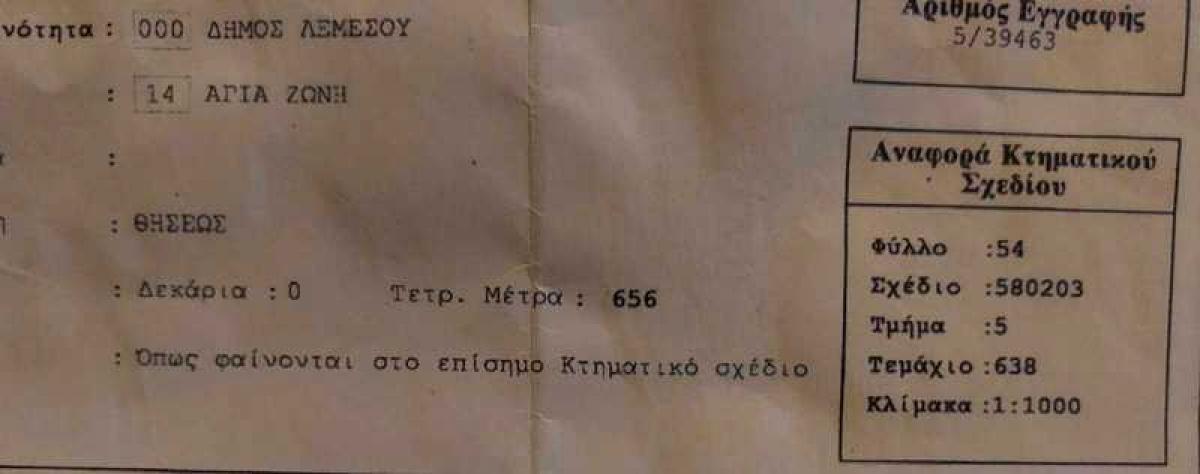 νότητα : 000 ΔΗΜΟΣ ΛΕΜΕΣΟΥ
: 14 ΑΓΙΑ ΖΩΝΗ
:
: ΘΗΣΕΩΣ
: Δεκάρια : 0 Τετρ. Μέτρα : 656
: Όπως φαίνονται στο επίσημο Κτηματικό σχέδιο
Αριθμός Εγγραφής
5/39463
Αναφορά Κτηματικού
Σχεδίου
Φύλλο :54
Σχέδιο :580203
Τμήμα :5
Τεμάχιο :638
Κλίμακα :1:1000